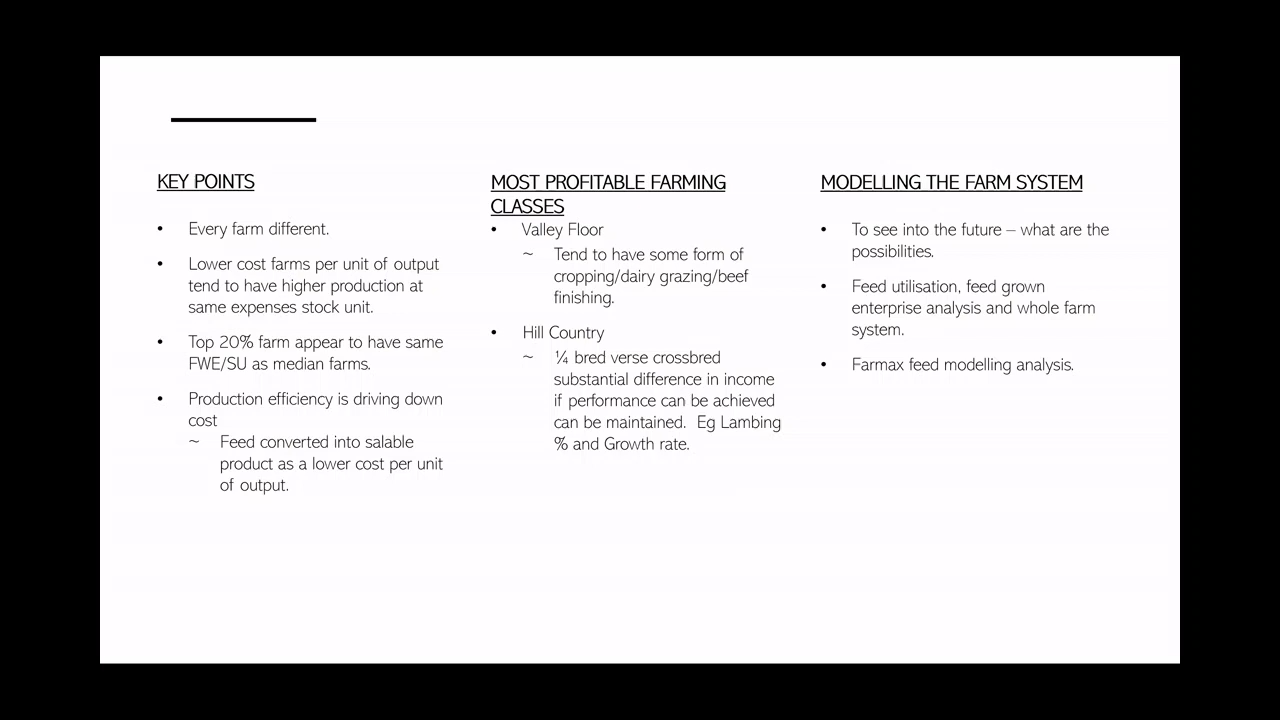 KEY POINTS
• Every farm different.
• Lower cost farms per unit of output
tend to have higher production at
same expenses stock unit.
• Top 20% farm appear to have same
FWE/SU as median farms.
• Production efficiency is driving down
cost
~ Feed converted into salable
product as a lower cost per unit
of output.
MOST PROFITABLE FARMING
CLASSES
• Valley Floor
~ Tend to have some form of
cropping/dairy grazing/beef
finishing.
• Hill Country
~ ¼ bred verse crossbred
substantial difference in income
if performance can be achieved
can be maintained. Eg Lambing
% and Growth rate.
MODELLING THE FARM SYSTEM
• To see into the future – what are the
possibilities.
• Feed utilisation, feed grown
enterprise analysis and whole farm
system.
• Farmax feed modelling analysis.